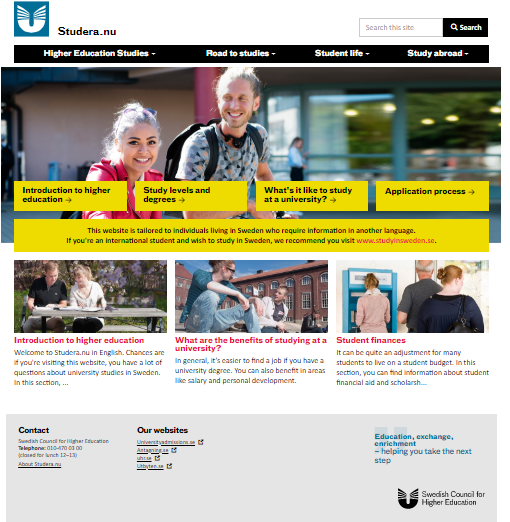 Studera.nu
Search this site
Search
Higher Education Studies
Road to studies
Student life
Study abroad
Introduction to higher
education →
Study levels and
degrees →
What's it like to study
at a university? →
Application process →
This website is tailored to individuals living in Sweden who require information in another language.
If you're an international student and wish to study in Sweden, we recommend you visit www.studyinsweden.se.
Introduction to higher education
Welcome to Studera.nu in English. Chances are
if you're visiting this website, you have a lot of
questions about university studies in Sweden.
In this section, ...
What are the benefits of studying at a
university?
In general, it's easier to find a job if you have a
university degree. You can also benefit in areas
like salary and personal development.
Student finances
It can be quite an adjustment for many
students to live on a student budget. In this
section, you can find information about student
financial aid and scholarsh...
Contact
Swedish Council for Higher Education
Telephone: 010-470 03 00
(closed for lunch 12–13)
About Studera.nu
Our websites
Universityadmissions.se
Antagning.se
uhr.se
Utbyten.se
Education, exchange,
enrichment
– helping you take the next
step
Swedish Council for
Higher Education